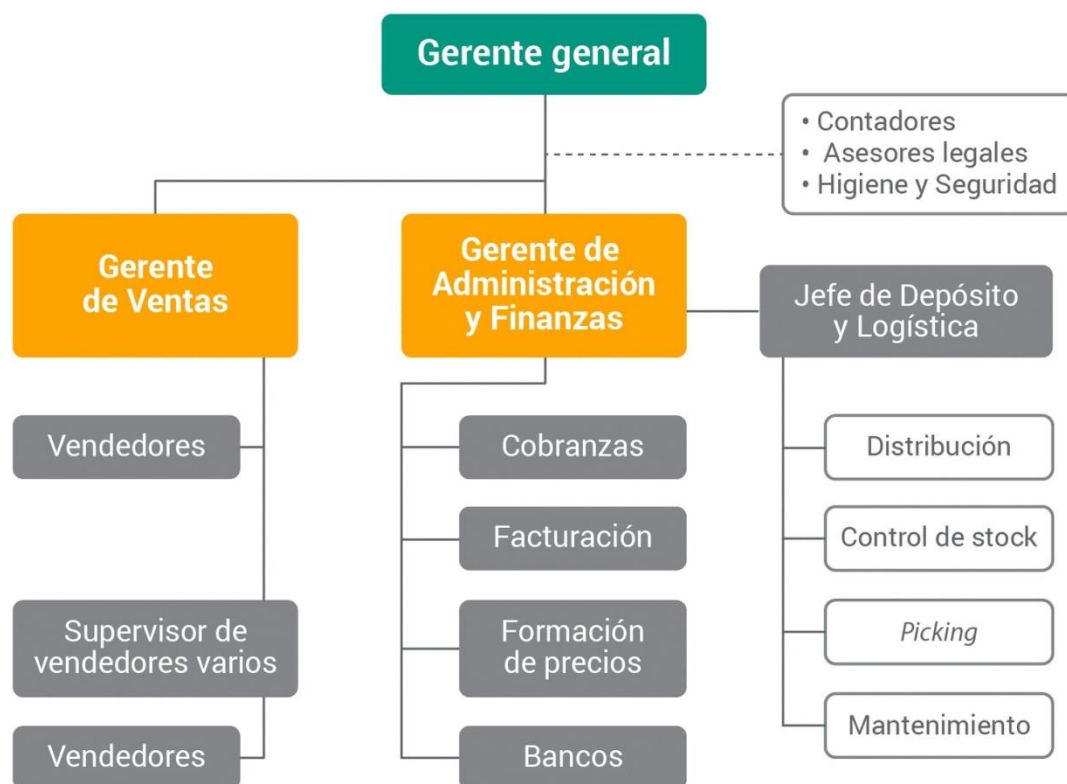 Gerente general
• Contadores
• Asesores legales
• Higiene y Seguridad
Gerente
de Ventas
Gerente de
Administración
y Finanzas
Jefe de Depósito
y Logística
Vendedores
Supervisor de
vendedores varios
Vendedores
Cobranzas
Facturación
Formación
de precios
Bancos
Distribución
Control de stock
Picking
Mantenimiento